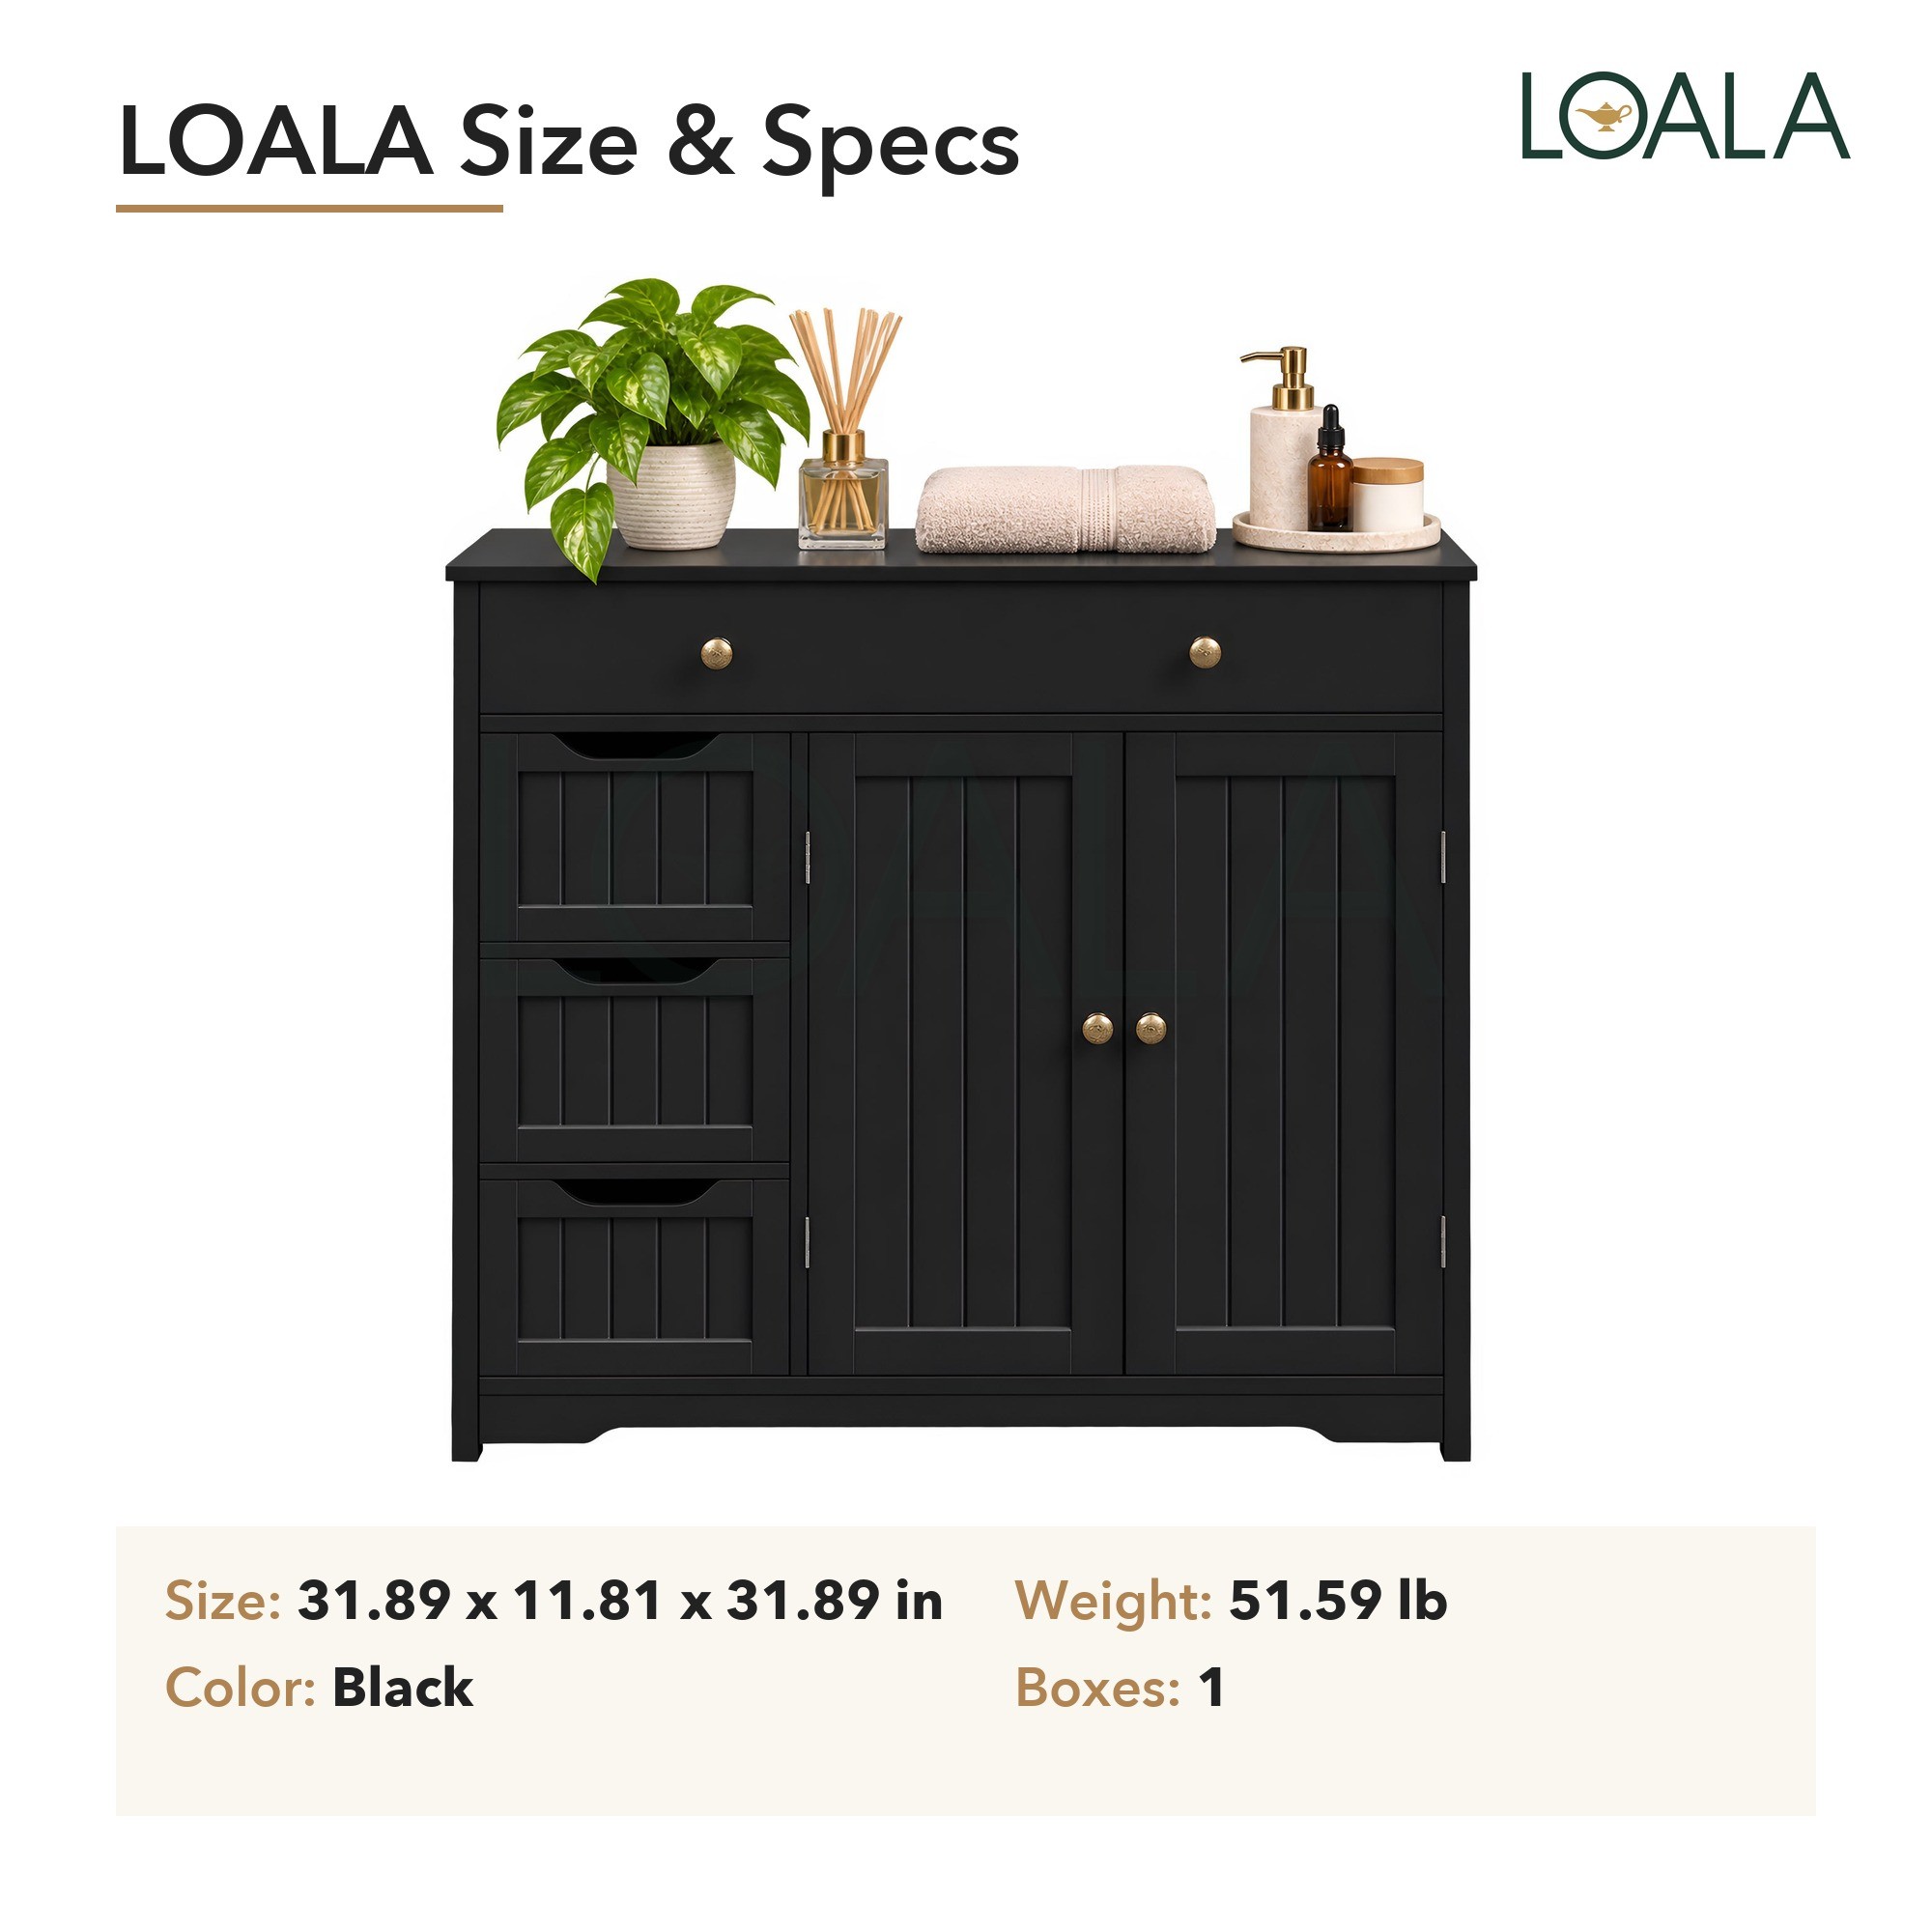 LOALA Size & Specs
LOALA
LOALA
Size: 31.89 x 11.81 x 31.89 in
Weight: 51.59 lb
Color: Black
Boxes: 1